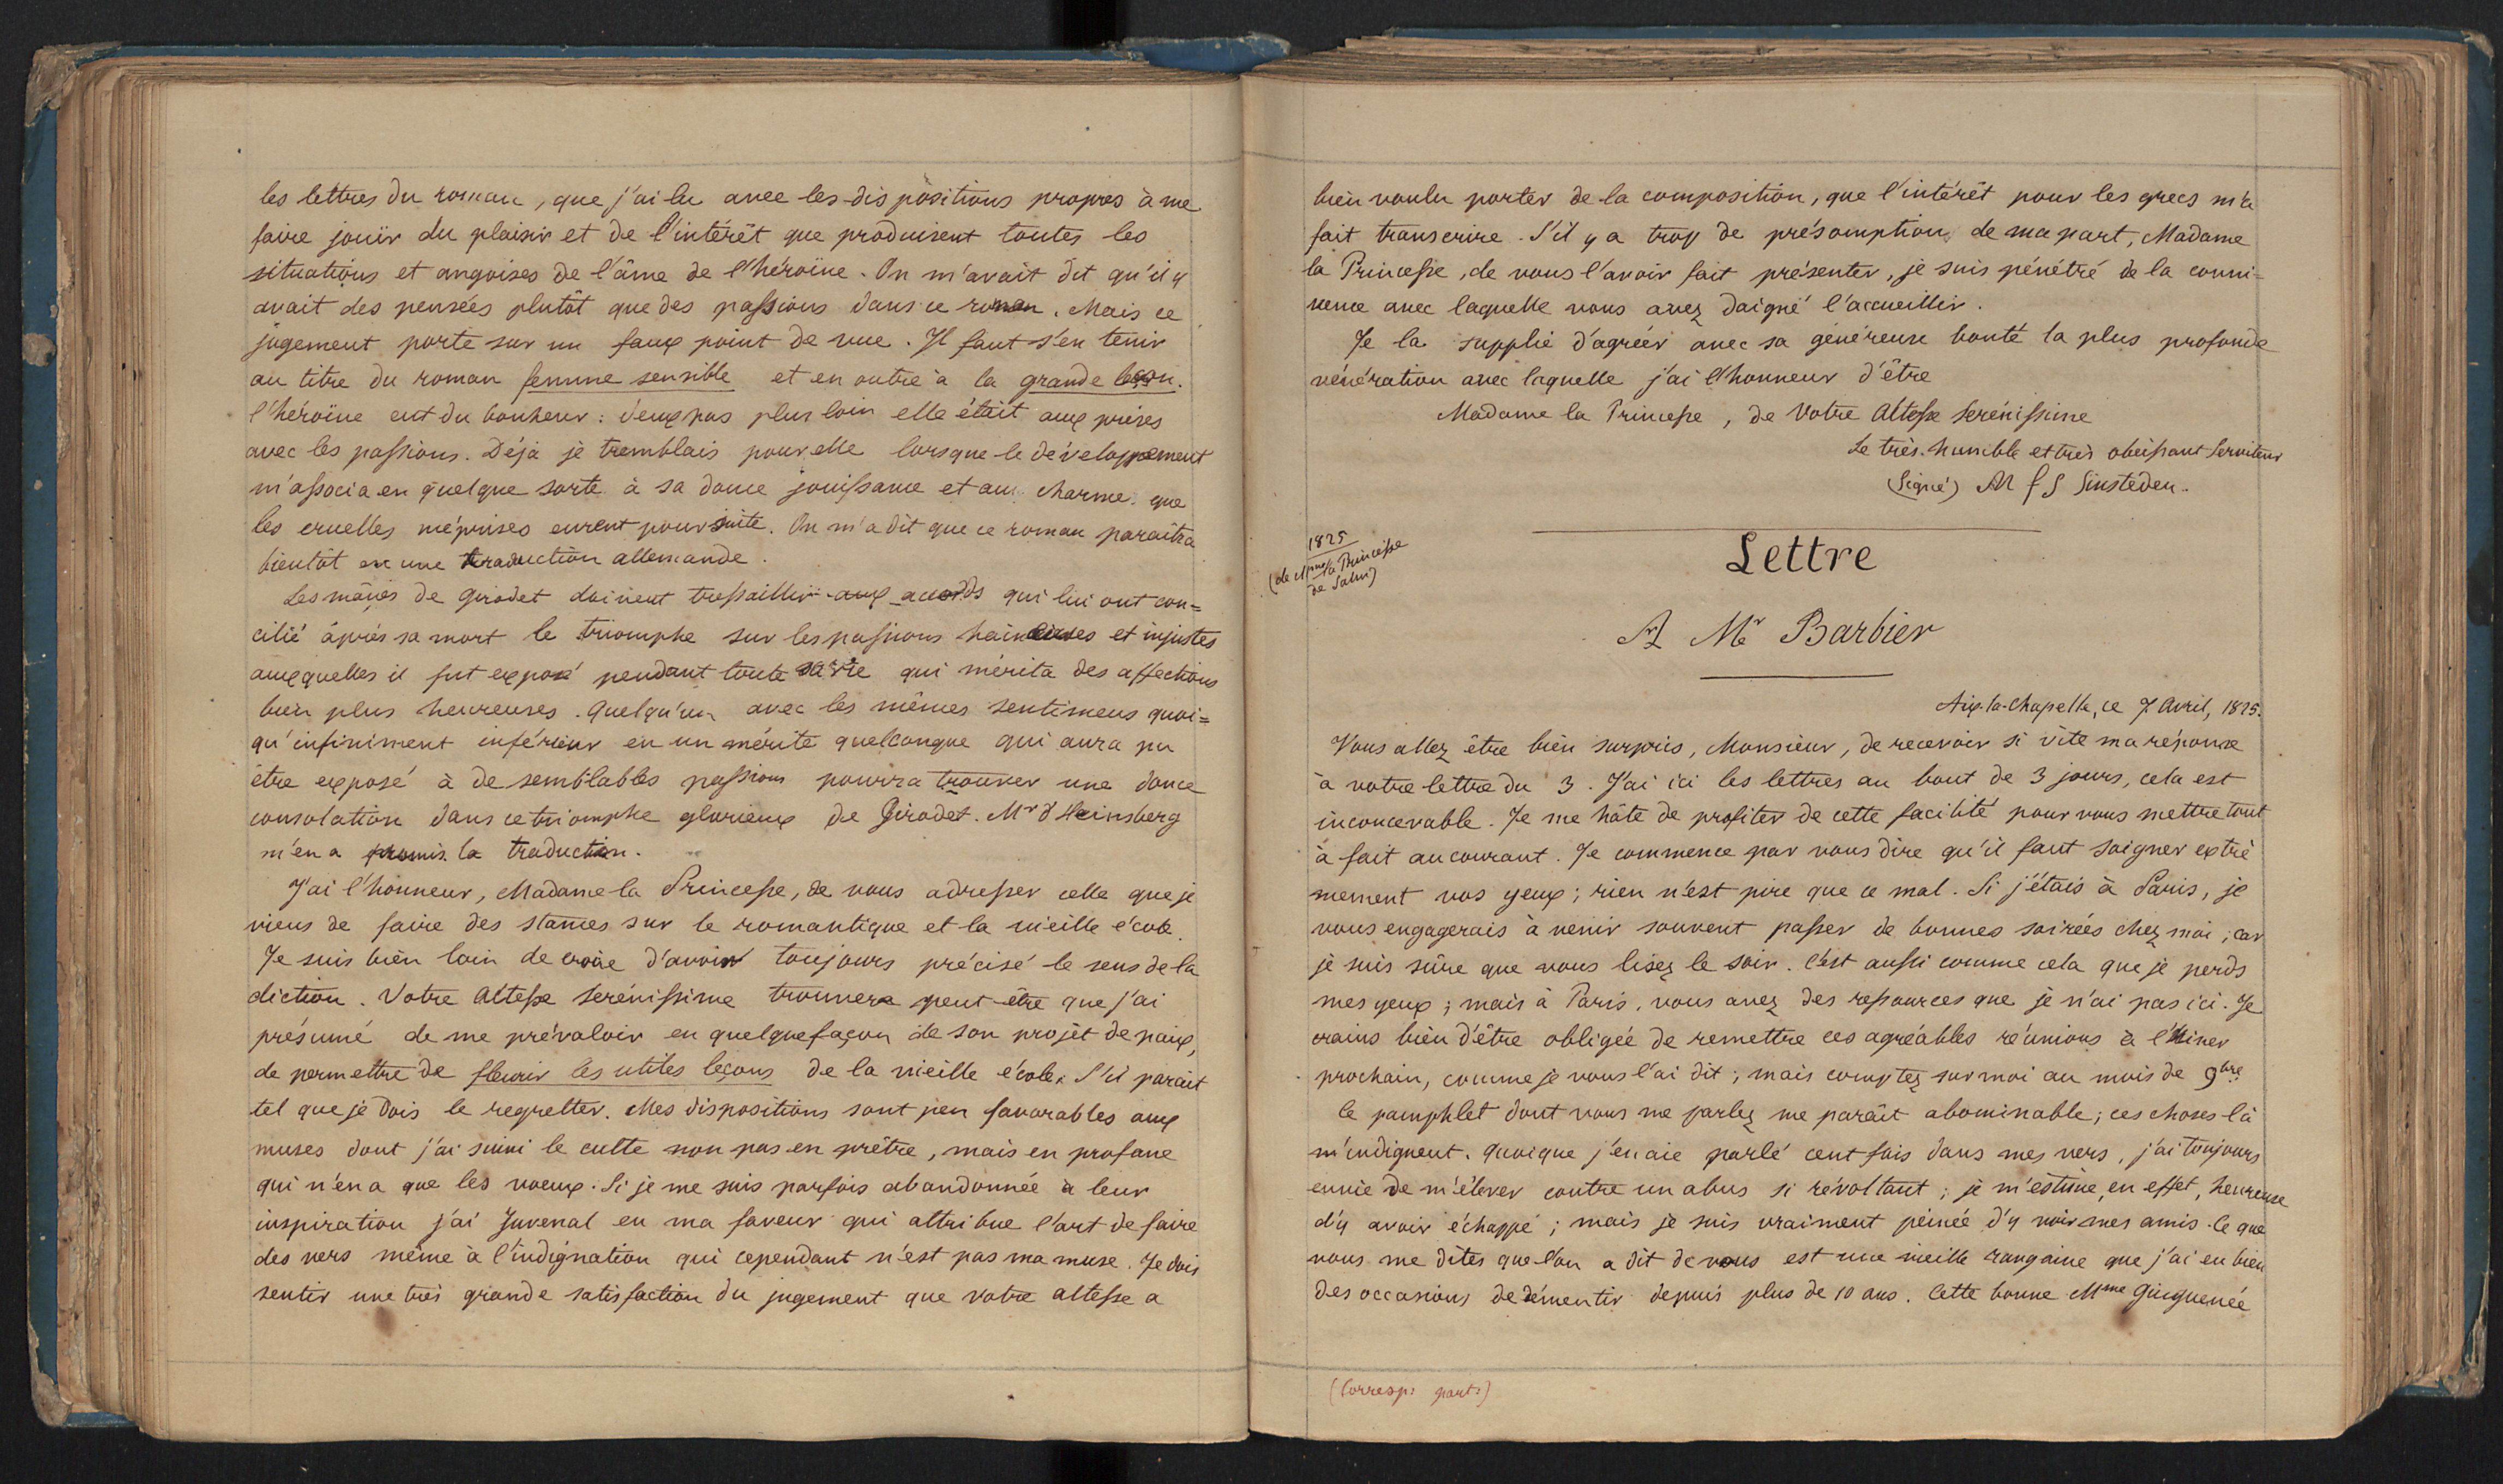 les lettres du roman, que j'ai lu avec les dispositions propres à me
faire jouir du plaisir et de l'intérêt que produisent toutes les
situations et angoises de l'âme de l'héroïne. On m'avait dit qu'il y
avait des pensées plutôt que des passions dans ce roman. Mais ce
jugement porte sur un faux point de vue. Il faut s'en tenir
au titre du roman femme sensible et en outre à la grande leçon.
l'héroïne eut du bonheur : deux pas plus loin elle était aux prises
avec les passions. Déjà je tremblais pour elle lorsque le développement
m'associa en quelque sorte à sa douce jouissance et au charme que
les cruelles méprises eurent pour suite. On m'a dit que ce roman paraîtra
bientôt en une traduction allemande.
Les mânes de Girodet doivent tressaillir aux accords qui lui ont con=
cilié après sa mort le triomphe sur les passions haineuses et injustes
auxquelles il fut exposé pendant toute sa vie qui mérita des affections
bien plus heureuses. Quelqu'un avec les mêmes sentimens quoi=
qu'infiniment inférieur en un mérite quelconque qui aura pu
être exposé à de semblables passions pourra trouver une douce
consolation dans ce triomphe glorieux de Girodet. Mr d'Heinsberg
m'en a promis la traduction.
J'ai l'honneur, Madame la Princesse, de vous adresser celle que je
viens de faire des stances sur le romantique et la vieille école.
Je suis bien loin de croire d'avoir toujours précisé le sens de la
diction. Votre Altesse Serénissime trouvera peut-être que j'ai
présumé de me prévaloir en quelque façon de son projet de paix,
de permettre de fleurir les utiles leçons de la vieille école. S'il parait
tel que je dois le regretter. Mes dispositions sont peu favorables aux
muses dont j'ai suivi le culte non pas en prêtre, mais en profane
qui n'en a que les voeux. Si je me suis parfois abandonnée à leur
inspiration j'ai Juvenal en ma faveur qui attribue l'art de faire
des vers même à l'indignation qui cependant n'est pas ma muse. Je dois
sentir une très grande satisfaction du jugement que votre altesse a
bien voulu porter de la composition, que l'intérêt pour les grecs m'a
fait transcrire. S'il y a trop de présomption de ma part, Madame
la Princesse, de vous l'avoir fait présenter, je suis pénétré de la conni=
vence avec laquelle vous avez daigné l'accueillir.
Je la supplie d'agréer avec sa généreuse bonté la plus profonde
vénération avec laquelle j'ai l'honneur d'être
Madame la Princesse, de Votre Altesse Serénissime
Le très humble et très obéissant Serviteur
(Signé) M f S Sinsteden..
1825
(de Mme la Princesse
de Salm)
Lettre
A Mr Barbier
Aix-la-Chapelle, ce 7 Avril, 1825.
Vous allez être bien surpris, Monsieur, de recevoir si vite ma réponse
à votre lettre du 3. J'ai ici les lettres au bout de 3 jours, cela est
inconcevable. Je me hâte de profiter de cette facilité pour vous mettre tout
à fait au courant. Je commence par vous dire qu'il faut soigner extrê
mement vos yeux ; rien n'est pire que ce mal. Si j'étais à Paris, je
vous engagerais à venir souvent passer de bonnes soirées chez moi ; car
je suis sûre que vous lisez le soir. C'est aussi comme cela que je perds
mes yeux ; mais à Paris, vous avez des ressources que je n'ai pas ici. Je
crains bien d'être obligée de remettre ces agréables réunions à l'hiver
prochain, comme je vous l'ai dit ; mais comptez sur moi au mois de 9bre
Ce pamphlet dont vous me parlez me paraît abominable ; ces choses-là
m'indignent. Quoique j'en aie parlé cent fois dans mes vers, j'ai toujours
envie de m'élever contre un abus si révoltant ; je m'estime, en effet, heureuse
d'y avoir échappé ; mais je suis vraiment peinée d'y voir mes amis. Ce que
vous me dites que l'on a dit de vous est une vieille rangaine que j'ai eu bien
des occasions de démentir depuis plus de 10 ans. Cette bonne Mme Guiguenée
(Corresp: part:)